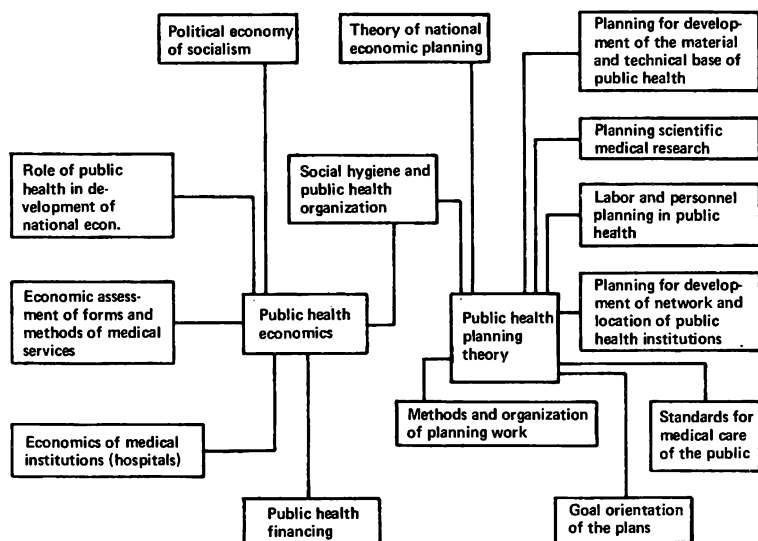 Political economy
of socialism
Theory of national
economic planning
Planning for develop-
ment of the material
and technical base of
public health
Planning scientific
medical research
Role of public
health in de-
velopment of
national econ.
Social hygiene and
public health
organization
Labor and personnel
planning in public
health
Economic assess-
ment of forms and
methods of medical
services
Public health
economics
Public health
planning
theory
Planning for develop-
ment of network and
location of public
health institutions
Economics of medical
institutions (hospitals)
Methods and organization
of planning work
Standards for
medical care
of the public
Public health
financing
Goal orientation
of the plans